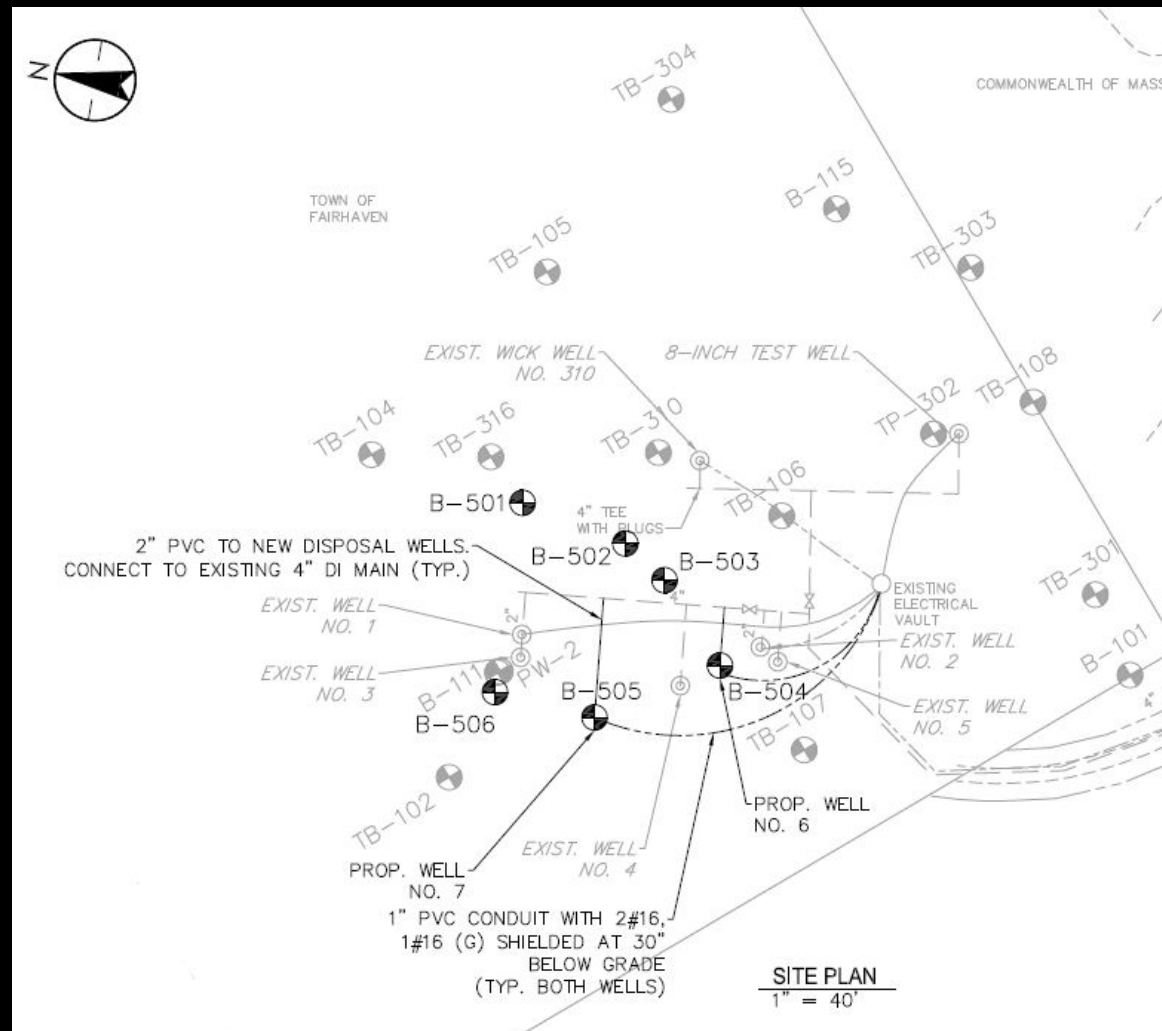 N
TB-304
COMMONWEALTH OF MASS
B-115
TOWN OF
FAIRHAVEN
TB-303
TB-105
EXIST. WICK WELL
NO. 310
8-INCH TEST WELL
TB-108
TP-302
TB-104
TB-316
TB-310
TB-106
B-501
4" TEE
WITH PLUGS
2" PVC TO NEW DISPOSAL WELLS.
CONNECT TO EXISTING 4" DI MAIN (TYP.)
B-502
B-503
TB-301
EXISTING
ELECTRICAL
VAULT
4"
EXIST. WELL
NO. 1
2"
2"
EXIST. WELL
NO. 2
B-101
EXIST. WELL
NO. 3
B-111
PW-2
B-505
B-504
B-506
EXIST. WELL
NO. 5
4"
TB-107
TB-102
PROP. WELL
NO. 6
EXIST. WELL
NO. 4
PROP. WELL
NO. 7
1" PVC CONDUIT WITH 2#16,
1#16 (G) SHIELDED AT 30"
BELOW GRADE
(TYP. BOTH WELLS)
SITE PLAN
1" = 40'